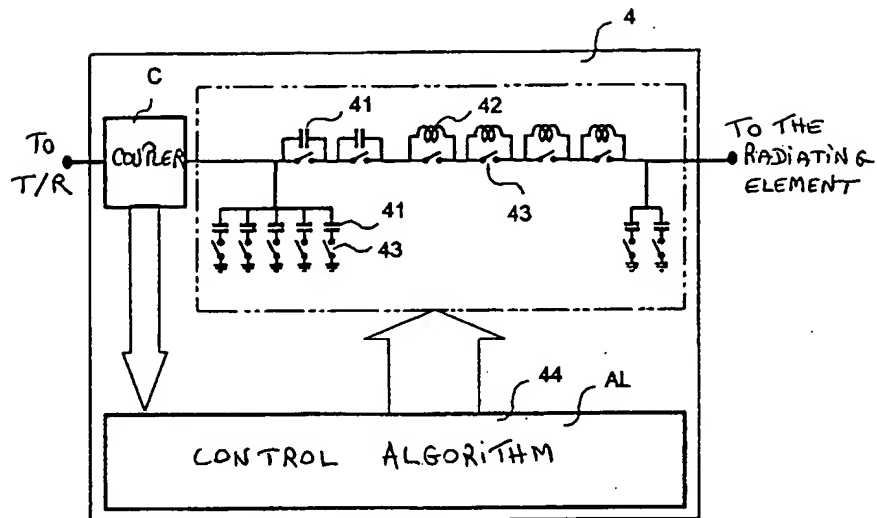 4
C
41
42
TO
T/R
COUPLER
TO THE
RADIATING
ELEMENT
43
41
43
44
AL
CONTROL ALGORITHM